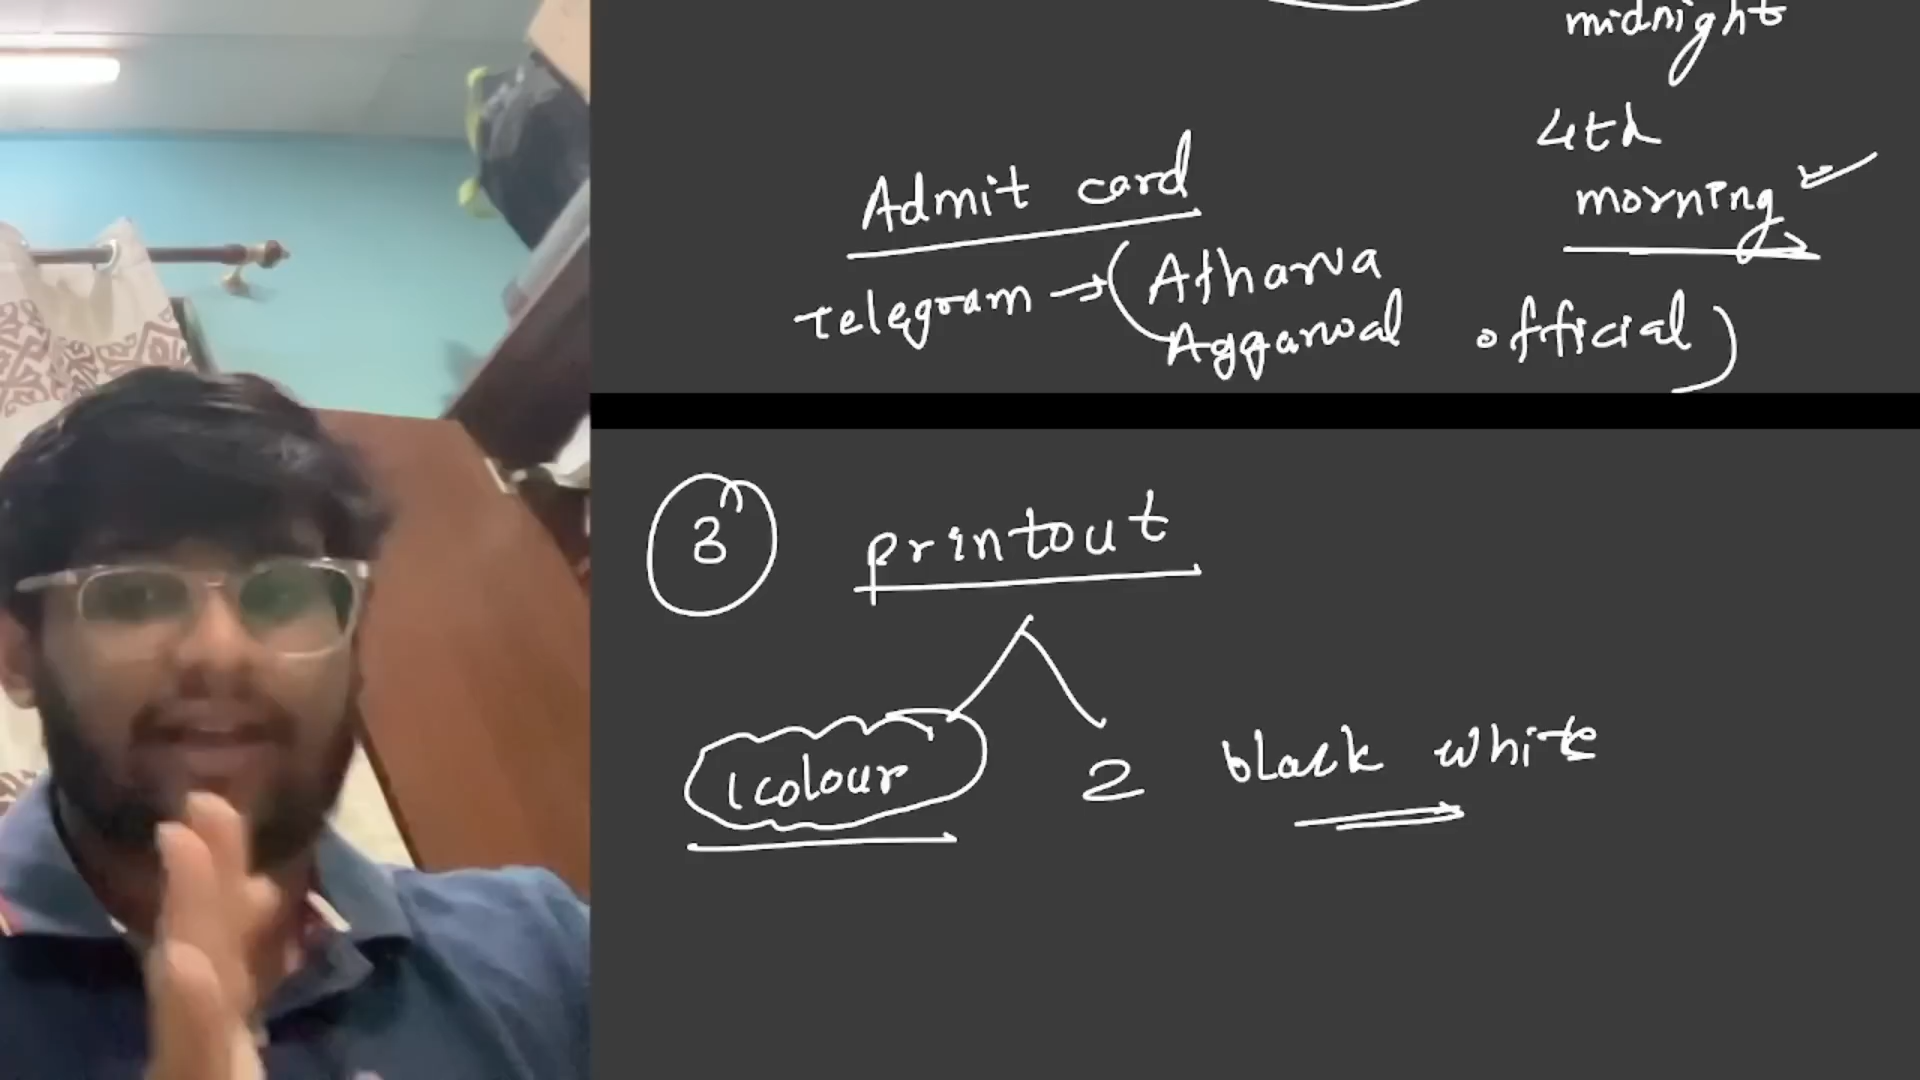 midnight
4th
morning
Admit card
Telegram → (Atharva
Aggarwal official)
3 printout
1 colour 2 black white